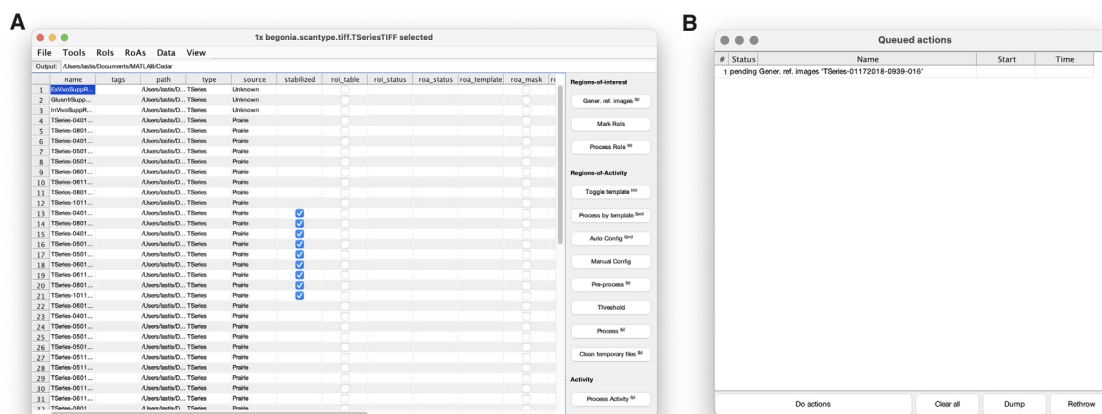 A
1x begonia.scantype.tiff.TSeriesTIFF selected
File Tools RoIs RoAs Data View
Output: /Users/lastis/Documents/MATLAB/Cedar
name tags path type source stabilized roi_table roi_status roa_status roa_template roa_mask
1 ExVivoSuppR... /Users/lastis/D... TSeries Unknown
2 GlusnfrSupp... /Users/lastis/D... TSeries Unknown
3 InVivoSuppR... /Users/lastis/D... TSeries Unknown
4 TSeries-0401... /Users/lastis/D... TSeries Prairie
5 TSeries-0801... /Users/lastis/D... TSeries Prairie
6 TSeries-0401... /Users/lastis/D... TSeries Prairie
7 TSeries-0501... /Users/lastis/D... TSeries Prairie
8 TSeries-0501... /Users/lastis/D... TSeries Prairie
9 TSeries-0601... /Users/lastis/D... TSeries Prairie
10 TSeries-0611... /Users/lastis/D... TSeries Prairie
11 TSeries-0801... /Users/lastis/D... TSeries Prairie
12 TSeries-1011... /Users/lastis/D... TSeries Prairie
13 TSeries-0401... /Users/lastis/D... TSeries Prairie
14 TSeries-0801... /Users/lastis/D... TSeries Prairie
15 TSeries-0401... /Users/lastis/D... TSeries Prairie
16 TSeries-0501... /Users/lastis/D... TSeries Prairie
17 TSeries-0501... /Users/lastis/D... TSeries Prairie
18 TSeries-0601... /Users/lastis/D... TSeries Prairie
19 TSeries-0611... /Users/lastis/D... TSeries Prairie
20 TSeries-0801... /Users/lastis/D... TSeries Prairie
21 TSeries-1011... /Users/lastis/D... TSeries Prairie
22 TSeries-0601... /Users/lastis/D... TSeries Prairie
23 TSeries-0401... /Users/lastis/D... TSeries Prairie
24 TSeries-0501... /Users/lastis/D... TSeries Prairie
25 TSeries-0501... /Users/lastis/D... TSeries Prairie
26 TSeries-0501... /Users/lastis/D... TSeries Prairie
27 TSeries-0511... /Users/lastis/D... TSeries Prairie
28 TSeries-0511... /Users/lastis/D... TSeries Prairie
29 TSeries-0601... /Users/lastis/D... TSeries Prairie
30 TSeries-0611... /Users/lastis/D... TSeries Prairie
31 TSeries-0611... /Users/lastis/D... TSeries Prairie
32 TSeries-0801... /Users/lastis/D... TSeries Prairie
Regions-of-interest
Gener. ref. images
Mark RoIs
Process RoIs
Regions-of-Activity
Toggle template
Process by template
Auto Config
Manual Config
Pre-process
Threshold
Process
Clean temporary files
Activity
Process Activity
B
Queued actions
# Status Name Start Time
1 pending Gener. ref. images 'TSeries-01172018-0939-016'
Do actions Clear all Dump Rethrow